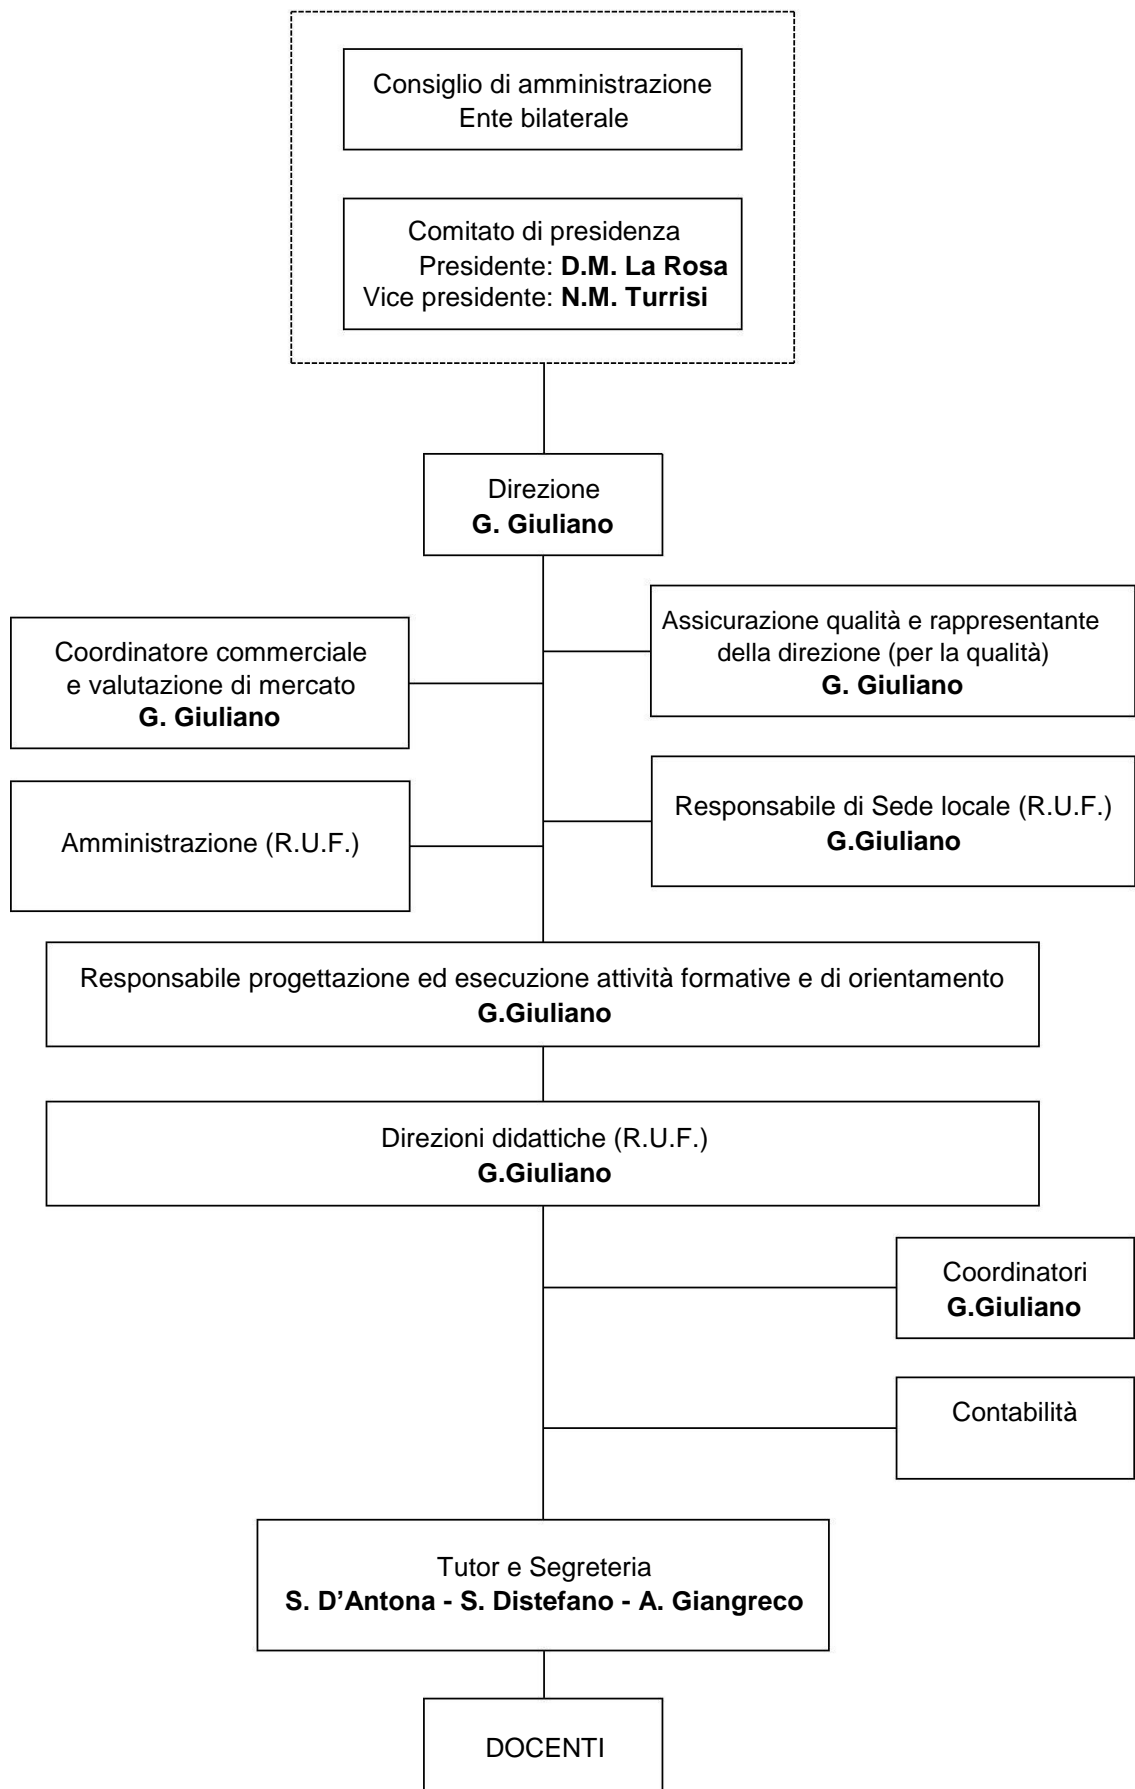 Consiglio di amministrazione
Ente bilaterale
Comitato di presidenza
Presidente: D.M. La Rosa
Vice presidente: N.M. Turrisi
Direzione
G. Giuliano
Coordinatore commerciale
e valutazione di mercato
G. Giuliano
Assicurazione qualità e rappresentante
della direzione (per la qualità)
G. Giuliano
Amministrazione (R.U.F.)
Responsabile di Sede locale (R.U.F.)
G.Giuliano
Responsabile progettazione ed esecuzione attività formative e di orientamento
G.Giuliano
Direzioni didattiche (R.U.F.)
G.Giuliano
Coordinatori
G.Giuliano
Contabilità
Tutor e Segreteria
S. D’Antona - S. Distefano - A. Giangreco
DOCENTI